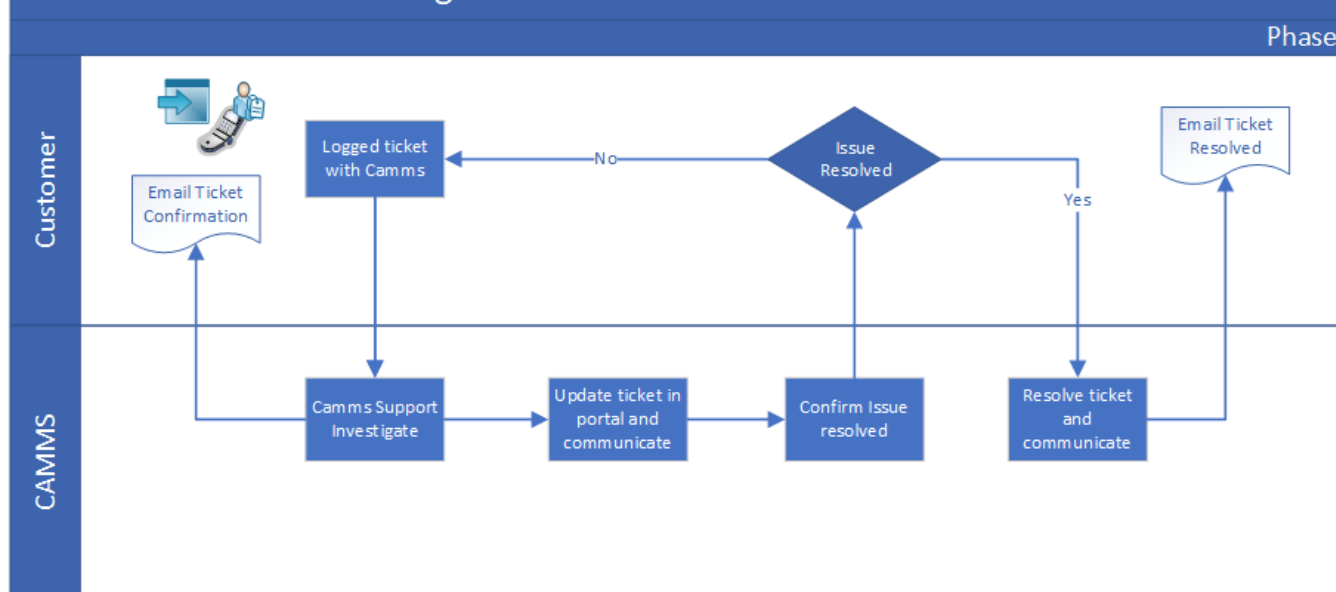 Phase
Customer
Email Ticket
Confirmation
Logged ticket
with Camms
No
Issue
Resolved
Yes
Email Ticket
Resolved
CAMMS
Camms Support
Investigate
Update ticket in
portal and
communicate
Confirm Issue
resolved
Resolve ticket
and
communicate